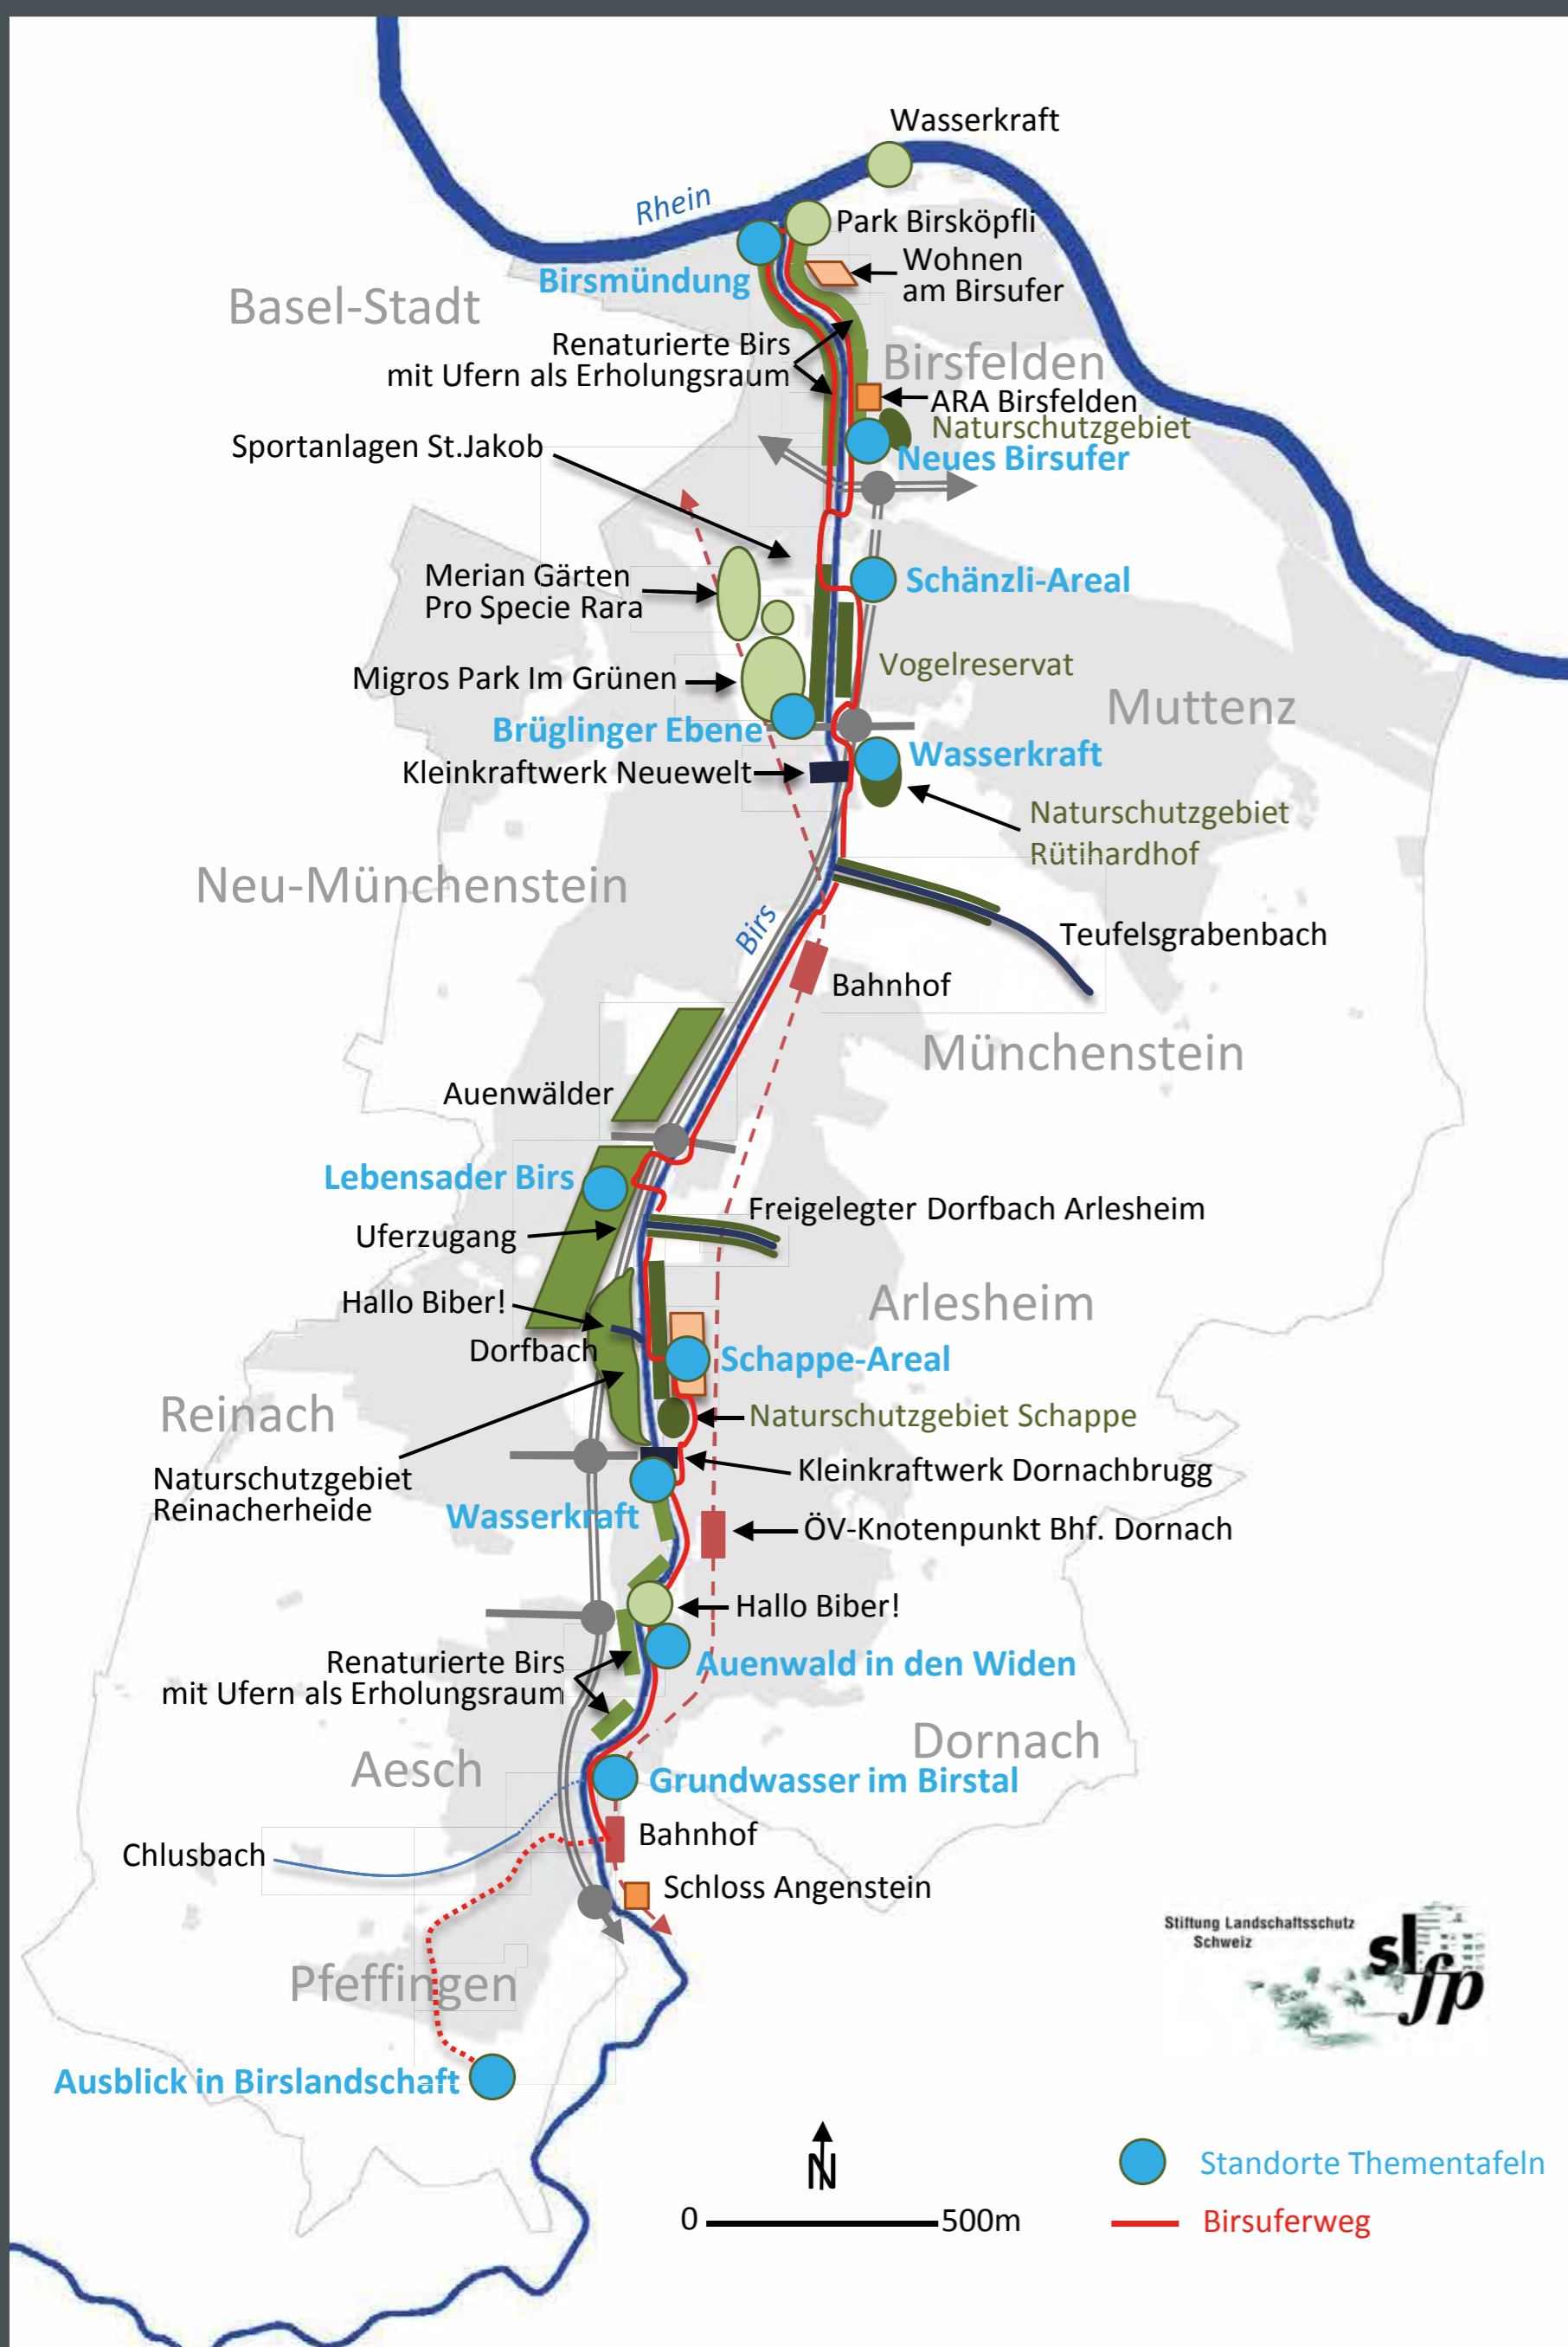 Wasserkraft
Rhein
Park Birsköpfli
Wohnen
am Birsufer
Birsmündung
Basel-Stadt
Renaturierte Birs
mit Ufern als Erholungsraum
Birsfelden
ARA Birsfelden
Naturschutzgebiet
Neues Birsufer
Sportanlagen St.Jakob
Merian Gärten
Pro Specie Rara
Schänzli-Areal
Vogelreservat
Migros Park Im Grünen
Muttenz
Brüglinger Ebene
Wasserkraft
Kleinkraftwerk Neuewelt
Naturschutzgebiet
Rütihardhof
Neu-Münchenstein
Birs
Teufelsgrabenbach
Bahnhof
Münchenstein
Auenwälder
Lebensader Birs
Freigelegter Dorfbach Arlesheim
Uferzugang
Hallo Biber!
Arlesheim
Dorfbach
Schappe-Areal
Reinach
Naturschutzgebiet Schappe
Naturschutzgebiet
Reinacherheide
Kleinkraftwerk Dornachbrugg
Wasserkraft
ÖV-Knotenpunkt Bhf. Dornach
Hallo Biber!
Renaturierte Birs
mit Ufern als Erholungsraum
Auenwald in den Widen
Dornach
Aesch
Grundwasser im Birstal
Bahnhof
Chlusbach
Schloss Angenstein
Stiftung Landschaftsschutz
Schweiz
sl
fp
Pfeffingen
Ausblick in Birslandschaft
N
Standorte Thementafeln
0 500m
Birsuferweg